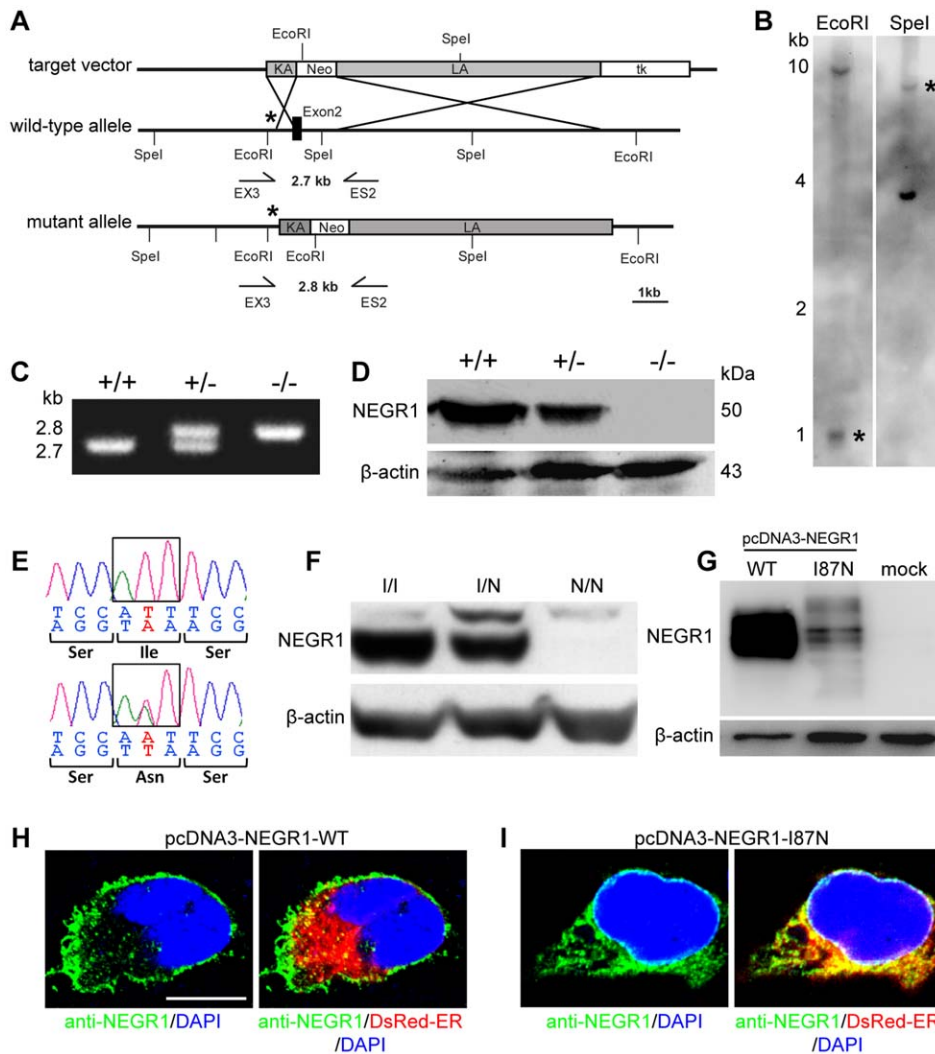 A
EcoRI
SpeI
target vector
KA
Neo
LA
tk
*
Exon2
wild-type allele
SpeI
EcoRI
SpeI
SpeI
EcoRI
EX3
2.7 kb
ES2
*
mutant allele
KA
Neo
LA
SpeI
EcoRI
EcoRI
SpeI
EcoRI
EX3
2.8 kb
ES2
1kb
B
EcoRI
SpeI
kb
10
*
4
2
1
*
C
+/+
+/-
-/-
kb
2.8
2.7
D
+/+
+/-
-/-
kDa
NEGR1
50
β-actin
43
E
T C C A T A T C C
A G G T A T A G G
Ser Ile Ser
T C C A A T A T C C
A G G T T A T A G G
Ser Asn Ser
F
I/I
I/N
N/N
NEGR1
β-actin
G
pcDNA3-NEGR1
WT
I87N
mock
NEGR1
β-actin
H
pcDNA3-NEGR1-WT
anti-NEGR1/DAPI
anti-NEGR1/DsRed-ER
/DAPI
I
pcDNA3-NEGR1-I87N
anti-NEGR1/DAPI
anti-NEGR1/DsRed-ER
/DAPI